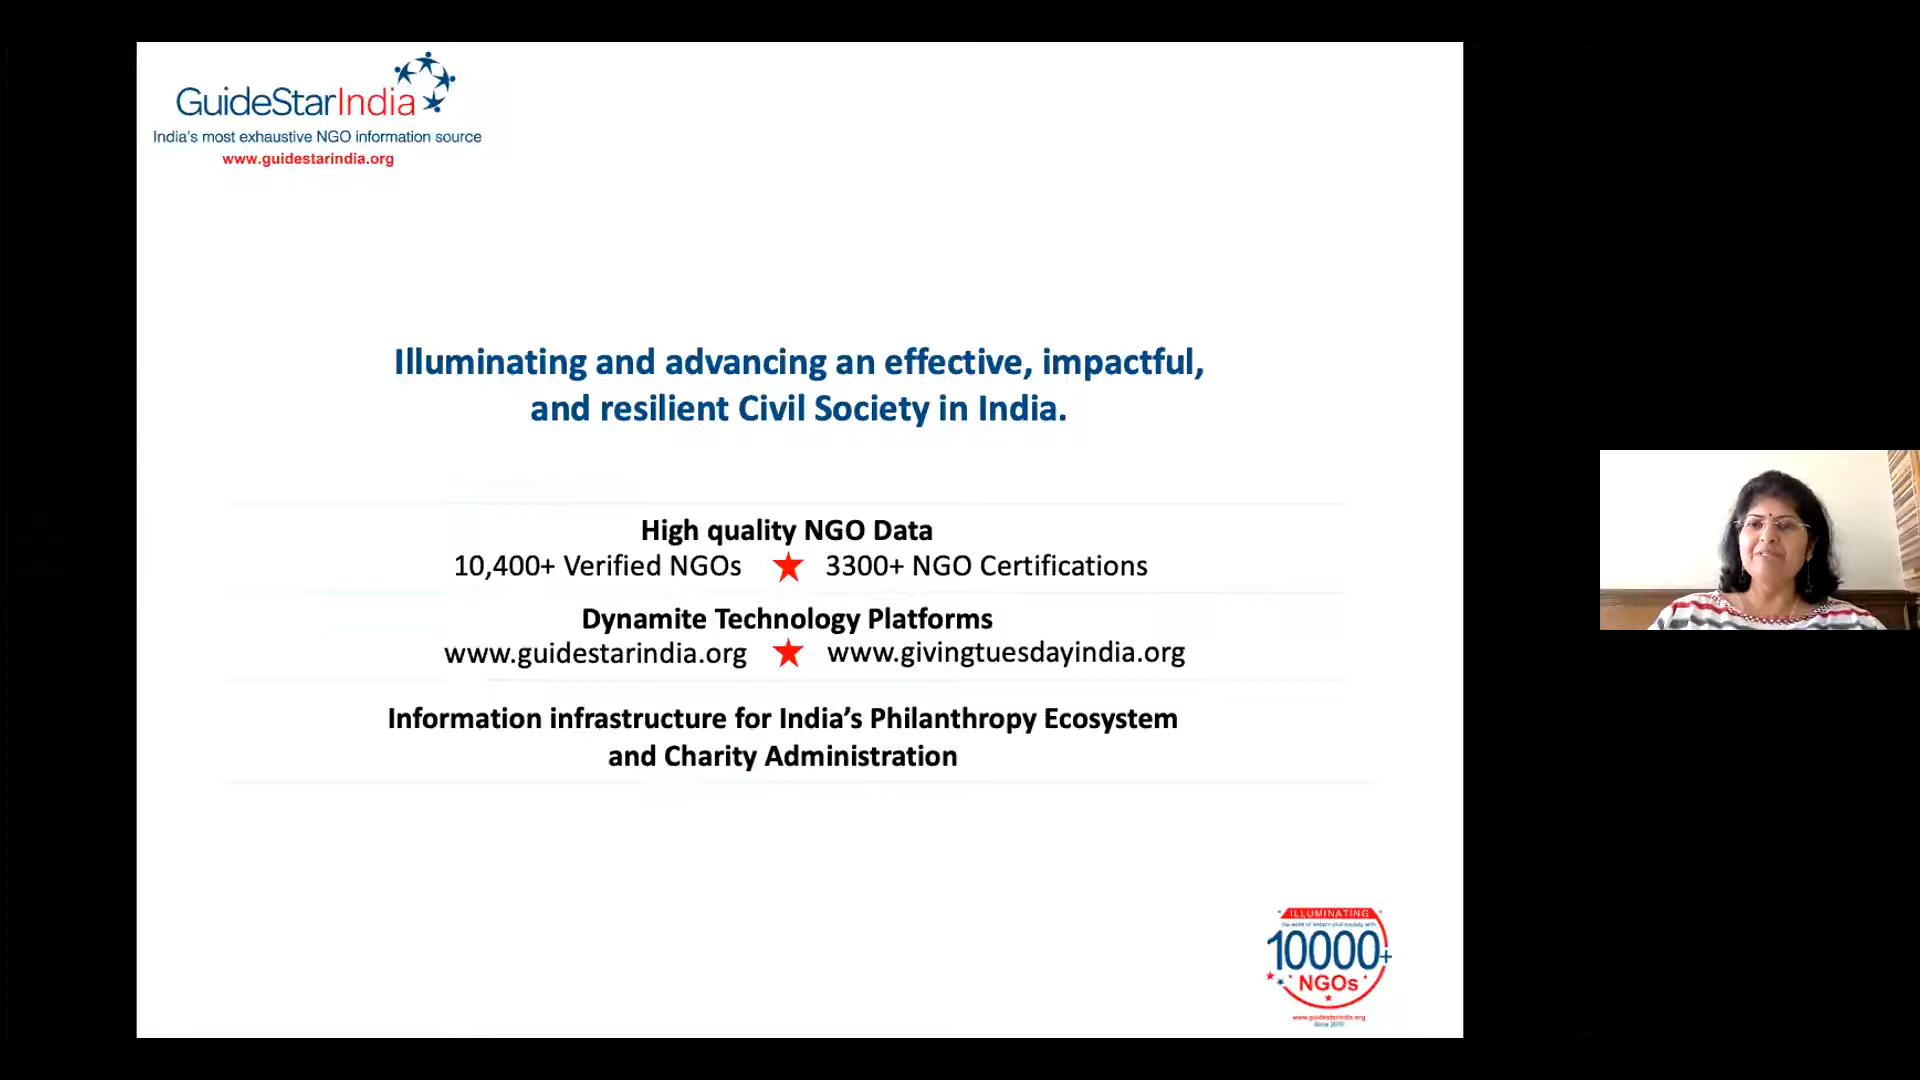 GuideStarIndia
India's most exhaustive NGO information source
www.guidestarindia.org
Illuminating and advancing an effective, impactful,
and resilient Civil Society in India.
High quality NGO Data
10,400+ Verified NGOs ★ 3300+ NGO Certifications
Dynamite Technology Platforms
www.guidestarindia.org ★ www.givingtuesdayindia.org
Information infrastructure for India’s Philanthropy Ecosystem
and Charity Administration
ILLUMINATING
10000+
NGOs
www.guidestarindia.org
Since 2010